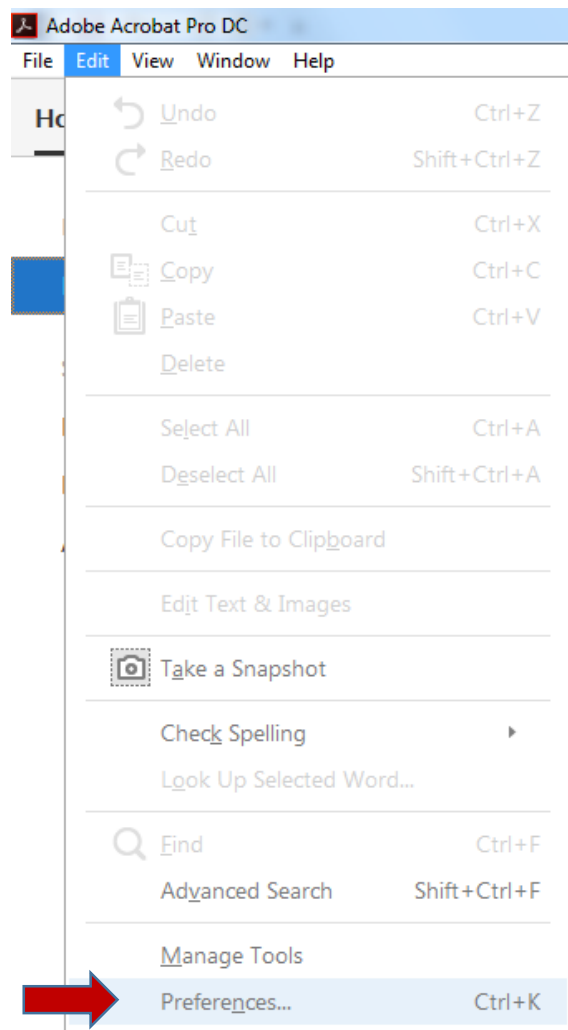 Adobe Acrobat Pro DC
File Edit View Window Help
Undo Ctrl+Z
Redo Shift+Ctrl+Z
Cut Ctrl+X
Copy Ctrl+C
Paste Ctrl+V
Delete
Select All Ctrl+A
Deselect All Shift+Ctrl+A
Copy File to Clipboard
Edit Text & Images
Take a Snapshot
Check Spelling
Look Up Selected Word...
Find Ctrl+F
Advanced Search Shift+Ctrl+F
Manage Tools
Preferences... Ctrl+K